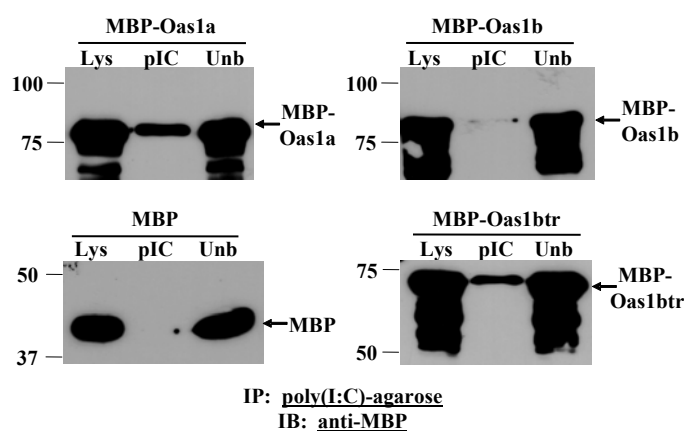 MBP-Oas1a
Lys pIC Unb
100
75
MBP-
Oas1a
MBP-Oas1b
Lys pIC Unb
100
75
MBP-
Oas1b
MBP
Lys pIC Unb
50
37
MBP
MBP-Oas1btr
Lys pIC Unb
75
50
MBP-
Oas1btr
IP: poly(I:C)-agarose
IB: anti-MBP